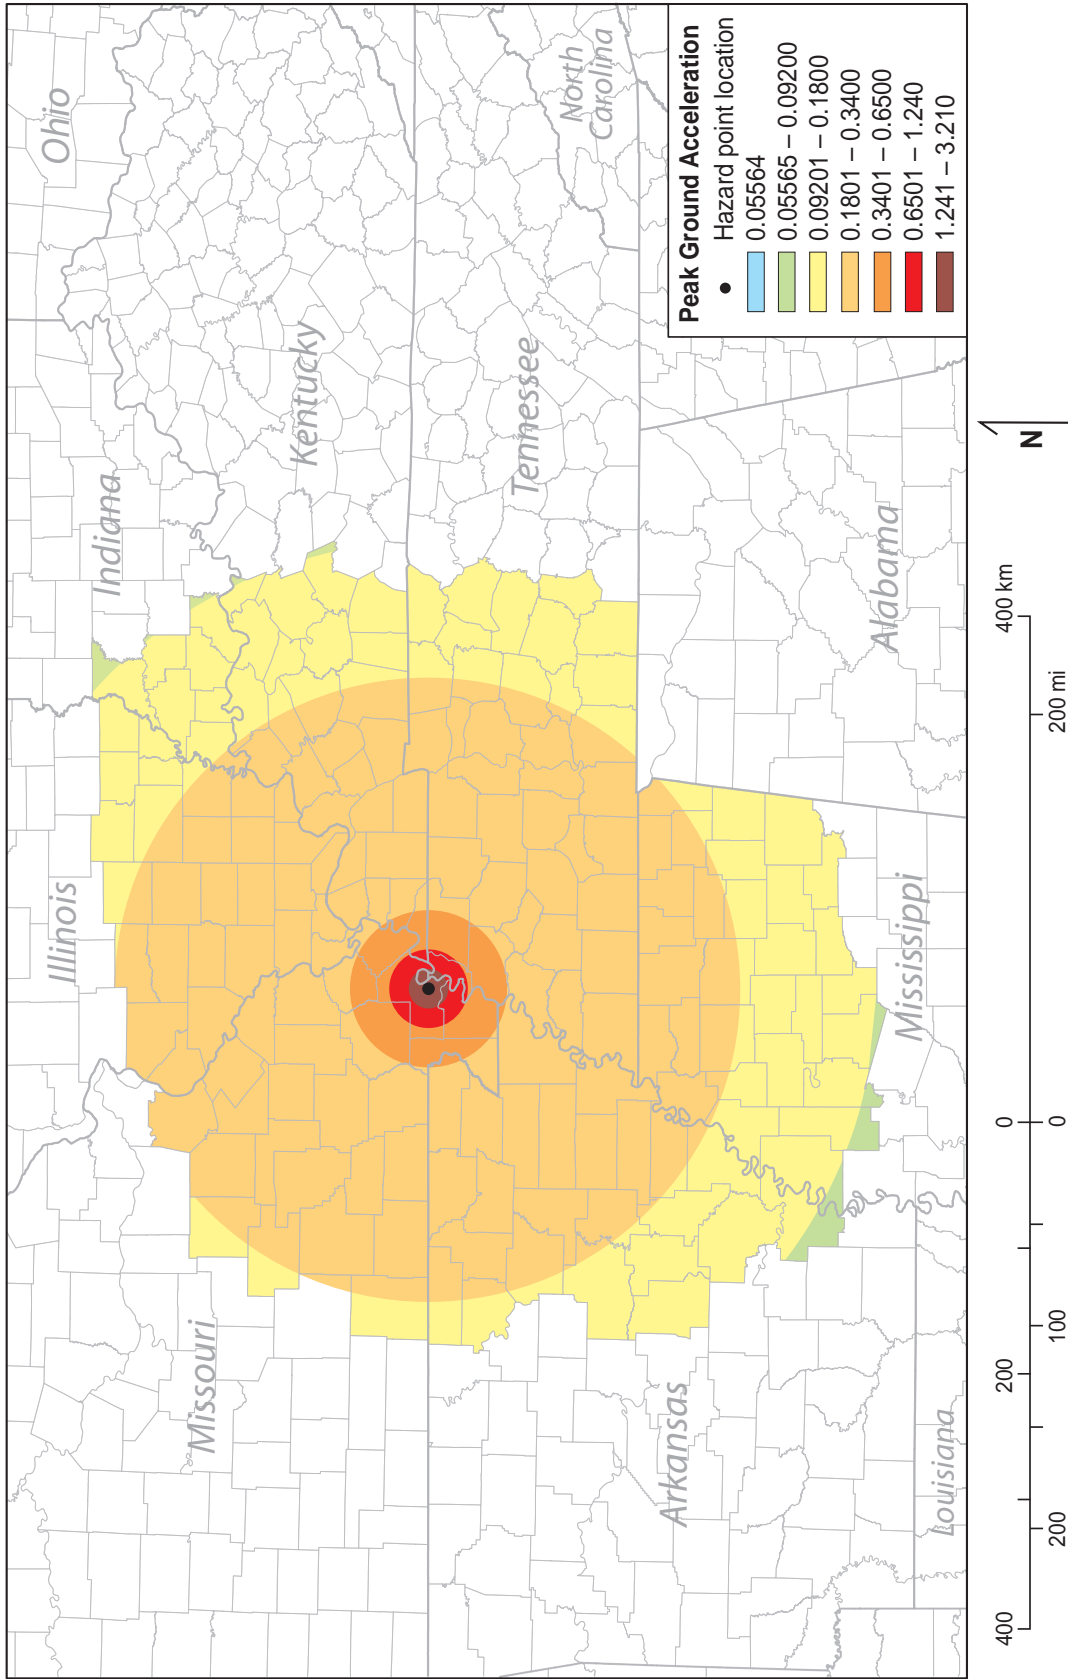 Ohio
Indiana
Illinois
Missouri
Kentucky
Tennessee
North
Carolina
Arkansas
Mississippi
Alabama
Louisiana
Peak Ground Acceleration
Hazard point location
0.05564
0.05565 – 0.09200
0.09201 – 0.1800
0.1801 – 0.3400
0.3401 – 0.6500
0.6501 – 1.240
1.241 – 3.210
N
400 200 0 400 km
200 100 0 200 mi